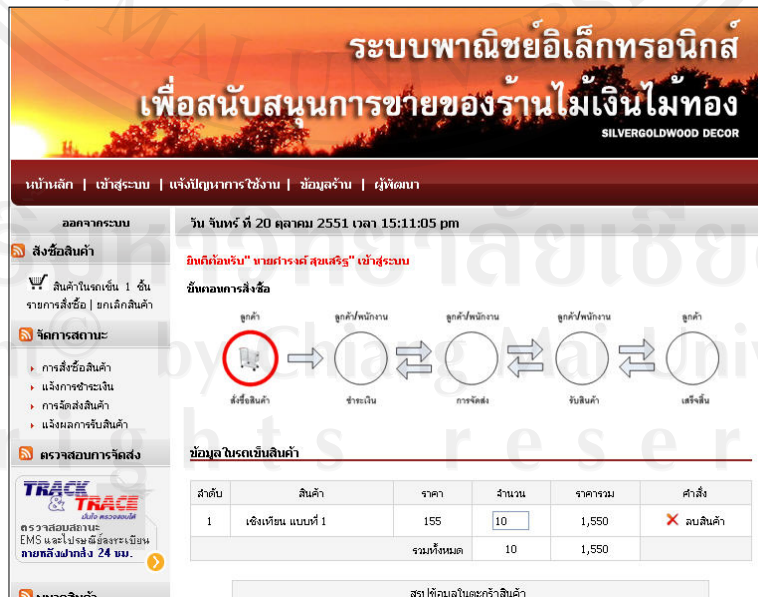 ระบบพาณิชย์อิเล็กทรอนิกส์
เพื่อสนับสนุนการขายของร้านไม้เงินไม้ทอง
SILVERGOLDWOOD DECOR
หน้าหลัก | เข้าสู่ระบบ | แจ้งปัญหาการใช้งาน | ข้อมูลร้าน | ผู้พัฒนา
ออกจากระบบ
วัน จันทร์ ที่ 20 ตุลาคม 2551 เวลา 15:11:05 pm
สั่งซื้อสินค้า
สินค้าในรถเข็น 1 ชิ้น
รายการสั่งซื้อ | ยกเลิกสินค้า
จัดการสถานะ
การสั่งซื้อสินค้า
แจ้งการชำระเงิน
การจัดส่งสินค้า
แจ้งผลการรับสินค้า
ตรวจสอบการจัดส่ง
TRACK
& TRACE
มั่นใจ ตรวจสอบได้
ตรวจสอบสถานะ
EMS และไปรษณีย์ลงทะเบียน
ภายหลังฝากส่ง 24 ชม.
หมวดสินค้า
ยินดีต้อนรับ" นายศารงค์ สุขเสริฐ" เข้าสู่ระบบ
ขั้นตอนการสั่งซื้อ
ลูกค้า ลูกค้า/พนักงาน ลูกค้า/พนักงาน ลูกค้า/พนักงาน ลูกค้า
สั่งซื้อสินค้า ชำระเงิน การจัดส่ง รับสินค้า เสร็จสิ้น
ข้อมูลในรถเข็นสินค้า
ลำดับ สินค้า ราคา จำนวน ราคารวม คำสั่ง
1 เชิงเทียน แบบที่ 1 155 10 1,550 ลบสินค้า
รวมทั้งหมด 10 1,550
สรุปข้อมูลในตะกร้าสินค้า